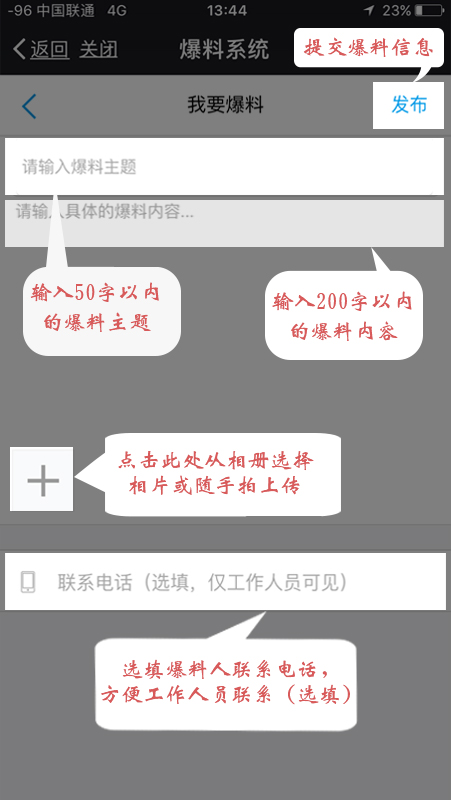 -96 中国联通 4G 13:44 23%
返回 关闭 爆料系统
提交爆料信息
我要爆料 发布
请输入爆料主题
请输入具体的爆料内容...
输入50字以内
的爆料主题
输入200字以内
的爆料内容
点击此处从相册选择
相片或随手拍上传
联系电话（选填，仅工作人员可见）
选填爆料人联系电话，
方便工作人员联系（选填）